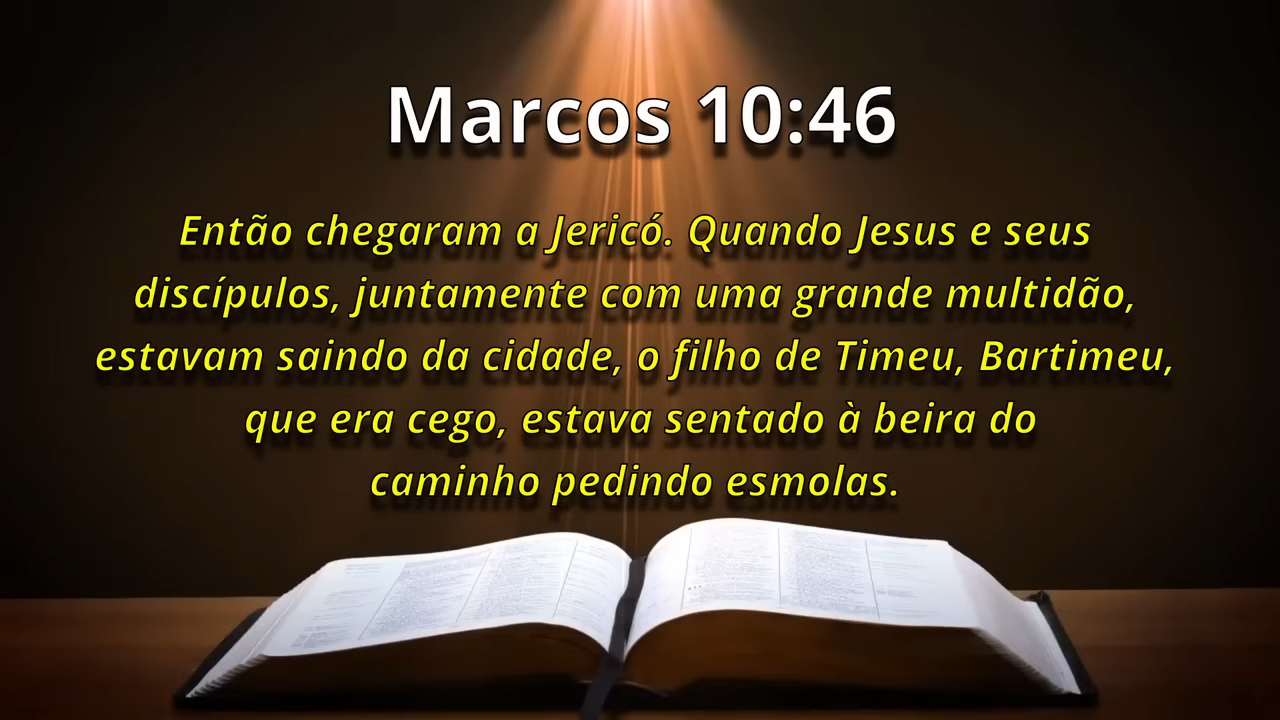 Marcos 10:46
Então chegaram a Jericó. Quando Jesus e seus
discípulos, juntamente com uma grande multidão,
estavam saindo da cidade, o filho de Timeu, Bartimeu,
que era cego, estava sentado à beira do
caminho pedindo esmolas.